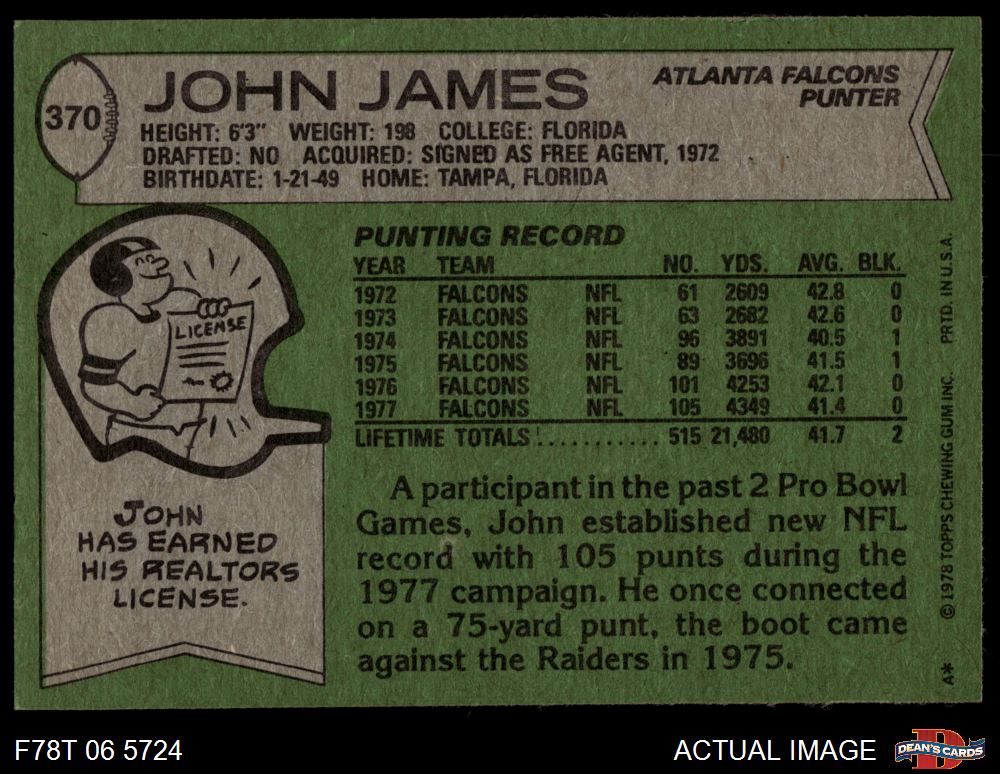 370
JOHN JAMES
ATLANTA FALCONS
PUNTER
HEIGHT: 6'3" WEIGHT: 198 COLLEGE: FLORIDA
DRAFTED: NO ACQUIRED: SIGNED AS FREE AGENT, 1972
BIRTHDATE: 1-21-49 HOME: TAMPA, FLORIDA
LICENSE
JOHN
HAS EARNED
HIS REALTORS
LICENSE.
PUNTING RECORD
YEAR TEAM NO. YDS. AVG. BLK.
1972 FALCONS NFL 61 2609 42.8 0
1973 FALCONS NFL 63 2682 42.6 0
1974 FALCONS NFL 96 3891 40.5 1
1975 FALCONS NFL 89 3696 41.5 1
1976 FALCONS NFL 101 4253 42.1 0
1977 FALCONS NFL 105 4349 41.4 0
LIFETIME TOTALS ............ 515 21,480 41.7 2
A participant in the past 2 Pro Bowl
Games, John established new NFL
record with 105 punts during the
1977 campaign. He once connected
on a 75-yard punt, the boot came
against the Raiders in 1975.
A* © 1978 TOPPS CHEWING GUM INC. PRTD. IN U.S.A.
F78T 06 5724
ACTUAL IMAGE
D
DEAN'S CARDS